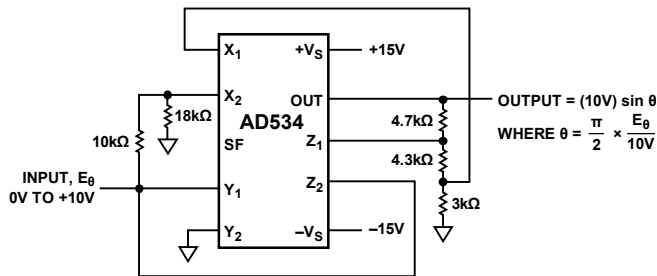 X1
+VS
+15V
X2
OUT
OUTPUT = (10V) sin θ
18kΩ
AD534
4.7kΩ
10kΩ
SF
Z1
WHERE θ = π/2 × Eθ/10V
4.3kΩ
INPUT, Eθ
0V TO +10V
Y1
Z2
3kΩ
Y2
–VS
–15V